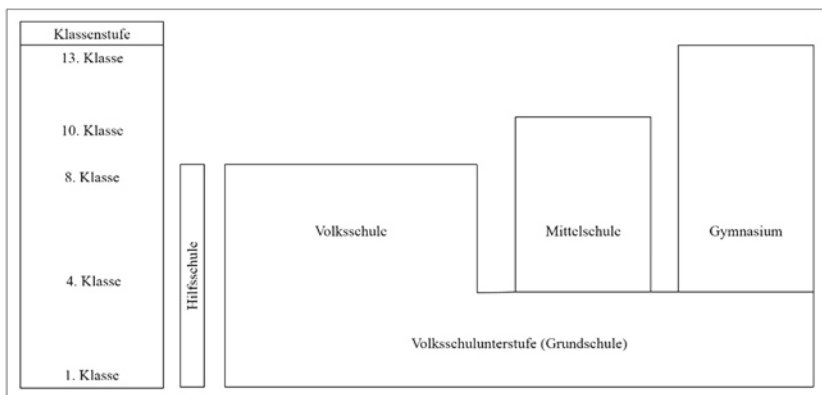 Klassenstufe
13. Klasse
10. Klasse
8. Klasse
4. Klasse
1. Klasse
Hilfsschule
Volksschule
Mittelschule
Gymnasium
Volksschulunterstufe (Grundschule)